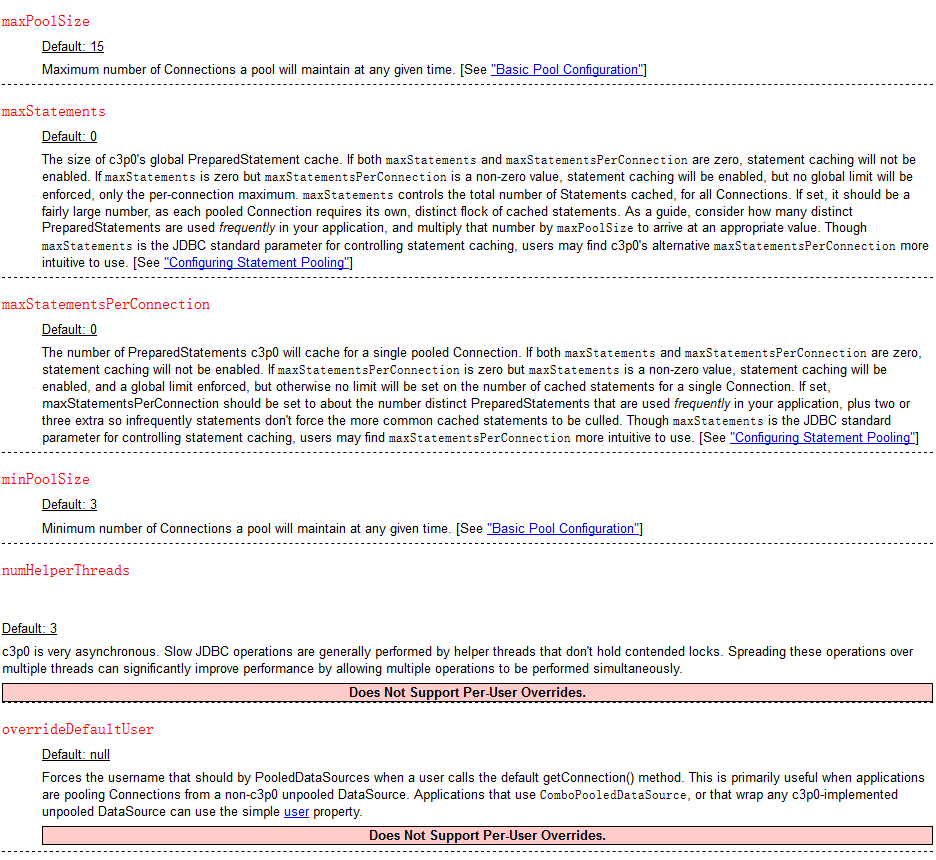 maxPoolSize
Default: 15
Maximum number of Connections a pool will maintain at any given time. [See "Basic Pool Configuration"]
maxStatements
Default: 0
The size of c3p0's global PreparedStatement cache. If both maxStatements and maxStatementsPerConnection are zero, statement caching will not be
enabled. If maxStatements is zero but maxStatementsPerConnection is a non-zero value, statement caching will be enabled, but no global limit will be
enforced, only the per-connection maximum. maxStatements controls the total number of Statements cached, for all Connections. If set, it should be a
fairly large number, as each pooled Connection requires its own, distinct flock of cached statements. As a guide, consider how many distinct
PreparedStatements are used frequently in your application, and multiply that number by maxPoolSize to arrive at an appropriate value. Though
maxStatements is the JDBC standard parameter for controlling statement caching, users may find c3p0's alternative maxStatementsPerConnection more
intuitive to use. [See "Configuring Statement Pooling"]
maxStatementsPerConnection
Default: 0
The number of PreparedStatements c3p0 will cache for a single pooled Connection. If both maxStatements and maxStatementsPerConnection are zero,
statement caching will not be enabled. If maxStatementsPerConnection is zero but maxStatements is a non-zero value, statement caching will be
enabled, and a global limit enforced, but otherwise no limit will be set on the number of cached statements for a single Connection. If set,
maxStatementsPerConnection should be set to about the number distinct PreparedStatements that are used frequently in your application, plus two or
three extra so infrequently statements don't force the more common cached statements to be culled. Though maxStatements is the JDBC standard
parameter for controlling statement caching, users may find maxStatementsPerConnection more intuitive to use. [See "Configuring Statement Pooling"]
minPoolSize
Default: 3
Minimum number of Connections a pool will maintain at any given time. [See "Basic Pool Configuration"]
numHelperThreads
Default: 3
c3p0 is very asynchronous. Slow JDBC operations are generally performed by helper threads that don't hold contended locks. Spreading these operations over
multiple threads can significantly improve performance by allowing multiple operations to be performed simultaneously.
Does Not Support Per-User Overrides.
overrideDefaultUser
Default: null
Forces the username that should by PooledDataSources when a user calls the default getConnection() method. This is primarily useful when applications
are pooling Connections from a non-c3p0 unpooled DataSource. Applications that use ComboPooledDataSource, or that wrap any c3p0-implemented
unpooled DataSource can use the simple user property.
Does Not Support Per-User Overrides.